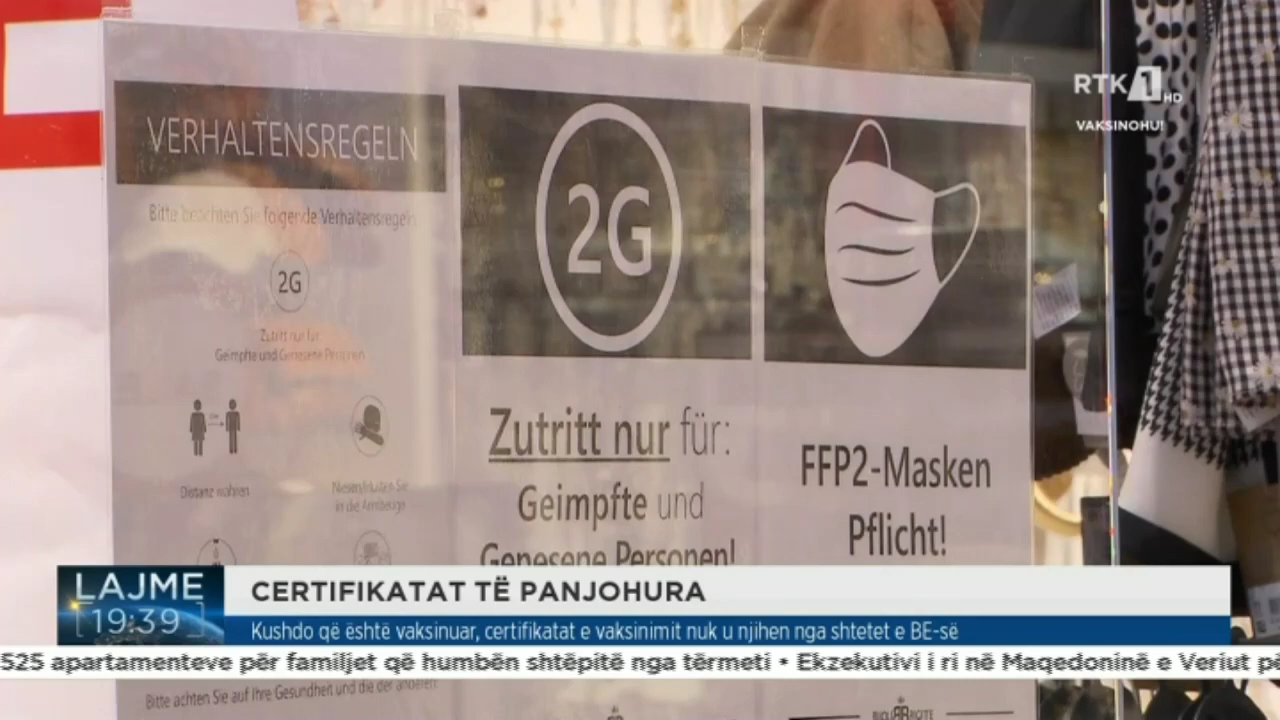 RTK 1 HD
VAKSINOHU!
VERHALTENSREGELN
Bitte beachten Sie folgende Verhaltensregeln
2G
Zutritt nur für
Geimpfte und Genesene Personen
Distanz wahren
Niesen/Husten Sie
in die Armbeuge
2G
Zutritt nur für:
Geimpfte und
Genesene Personen!
FFP2-Masken
Pflicht!
LAJME
19:39
CERTIFIKATAT TË PANJOHURA
Kushdo që është vaksinuar, certifikatat e vaksinimit nuk u njihen nga shtetet e BE-së
525 apartamenteve për familjet që humbën shtëpitë nga tërmeti • Ekzekutivi i ri në Maqedoninë e Veriut
Bitte achten Sie auf Ihre Gesundheit und die der anderen